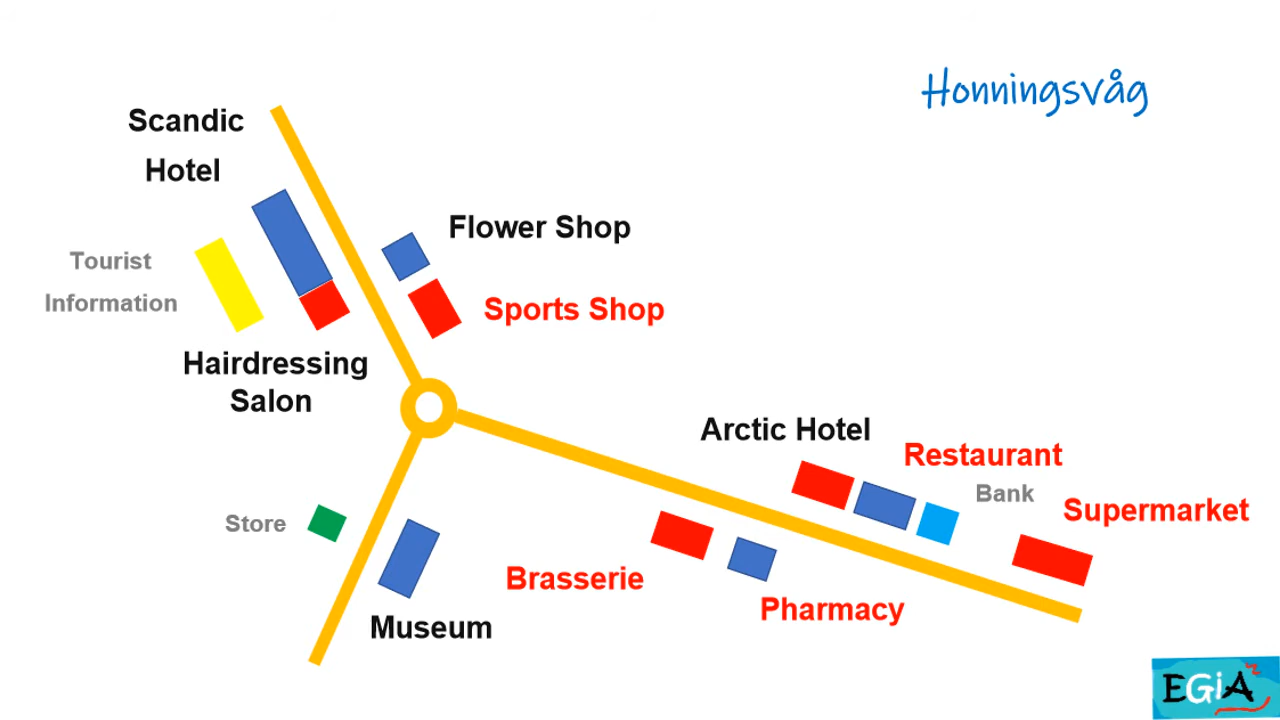 Honningsvåg
Scandic
Hotel
Flower Shop
Tourist
Information
Sports Shop
Hairdressing
Salon
Arctic Hotel
Restaurant
Bank
Supermarket
Store
Brasserie
Pharmacy
Museum
EGiA